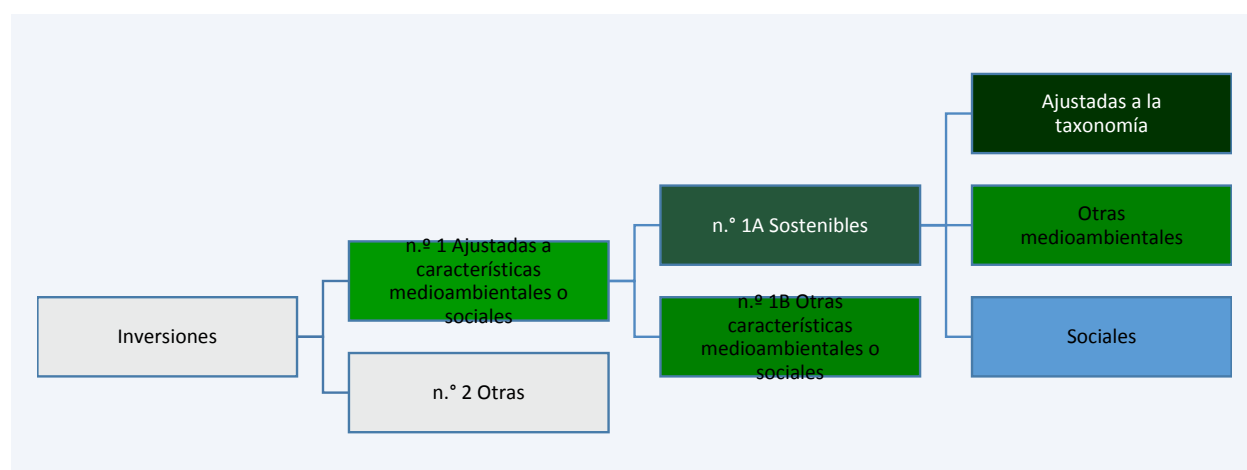 Inversiones
n.º 1 Ajustadas a
características
medioambientales o
sociales
n.° 2 Otras
n.° 1A Sostenibles
n.º 1B Otras
características
medioambientales o
sociales
Ajustadas a la
taxonomía
Otras
medioambientales
Sociales